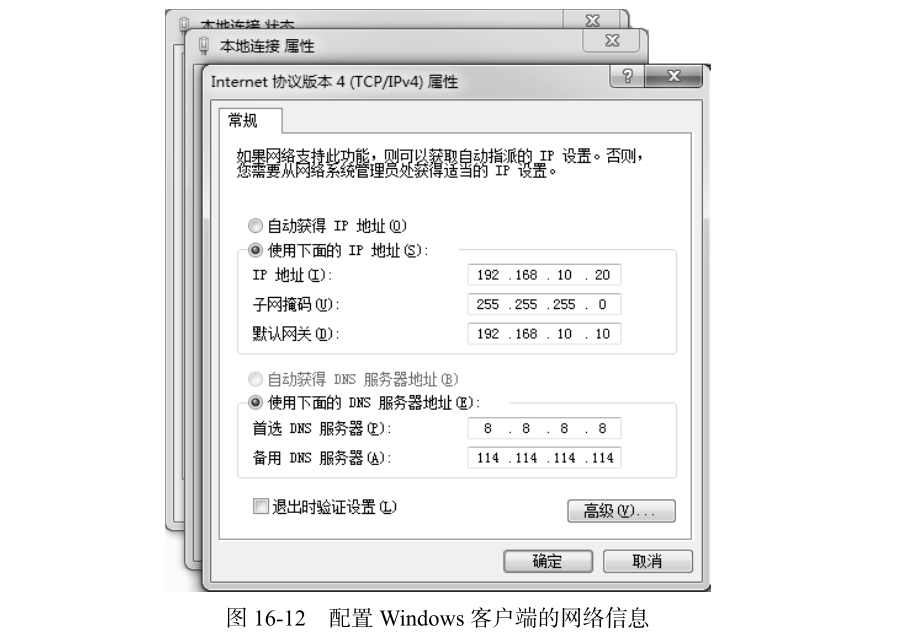 本地连接 状态
本地连接 属性
Internet 协议版本 4 (TCP/IPv4) 属性
常规
如果网络支持此功能，则可以获取自动指派的 IP 设置。否则，
您需要从网络系统管理员处获得适当的 IP 设置。
自动获得 IP 地址(O)
使用下面的 IP 地址(S):
IP 地址(I): 192 .168 . 10 . 20
子网掩码(U): 255 .255 .255 . 0
默认网关(D): 192 .168 . 10 . 10
自动获得 DNS 服务器地址(B)
使用下面的 DNS 服务器地址(E):
首选 DNS 服务器(P): 8 . 8 . 8 . 8
备用 DNS 服务器(A): 114 .114 .114 .114
退出时验证设置(L)
高级(V)...
确定 取消
图 16-12 配置 Windows 客户端的网络信息